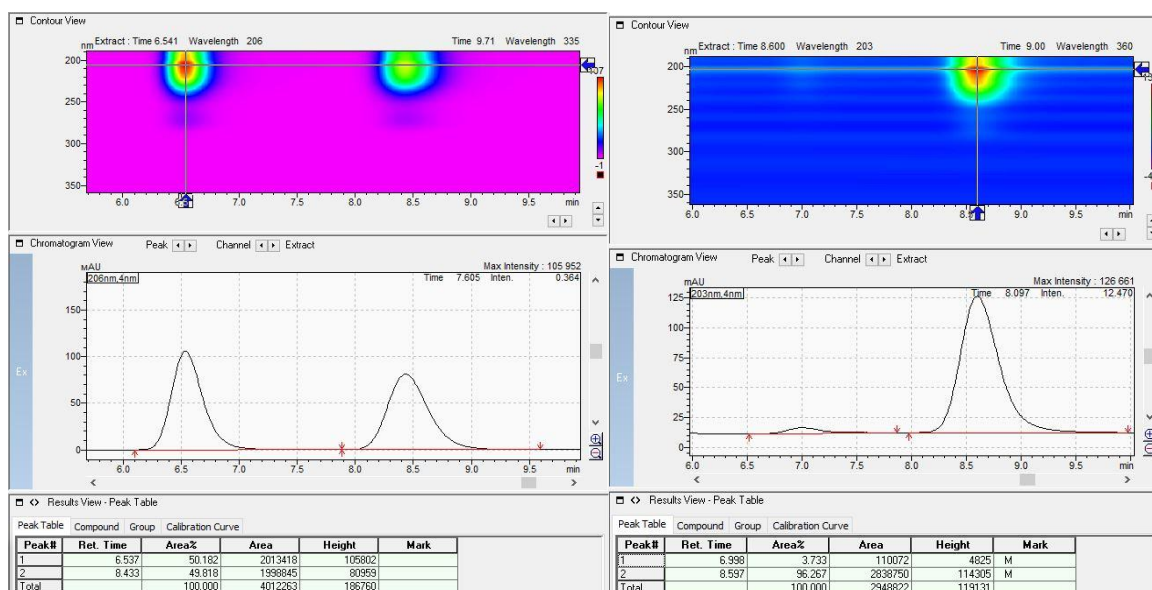 Contour View
nm Extract : Time 6.541 Wavelength 206 Time 9.71 Wavelength 335
200
250
300
350
-1
6.0 7.0 7.5 8.0 8.5 9.0 9.5 min
Chromatogram View Peak Channel Extract
mAU Max Intensity : 105 952
206nm,4nm Time 7.605 Inten. 0.364
150
100
50
0
6.0 6.5 7.0 7.5 8.0 8.5 9.0 9.5 min
Ex
Results View - Peak Table
Peak Table Compound Group Calibration Curve
Peak# Ret. Time Area% Area Height Mark
1 6.537 50.182 2013418 105802
2 8.433 49.818 1998845 80959
Total 100.000 4012263 186760
Contour View
nm Extract : Time 8.600 Wavelength 203 Time 9.00 Wavelength 360
200
250
300
350
-4
6.0 6.5 7.0 7.5 8.0 9.0 9.5 min
Chromatogram View Peak Channel Extract
mAU Max Intensity : 126 661
203nm,4nm Time 8.097 Inten. 12.470
125
100
75
50
25
0
6.0 6.5 7.0 7.5 8.0 8.5 9.0 9.5 min
Ex
Results View - Peak Table
Peak Table Compound Group Calibration Curve
Peak# Ret. Time Area% Area Height Mark
1 6.998 3.733 110072 4825 M
2 8.597 96.267 2838750 114305 M
Total 100.000 2948822 119131